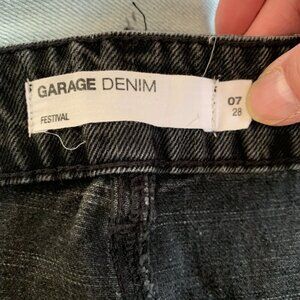 GARAGE DENIM
FESTIVAL
07
28